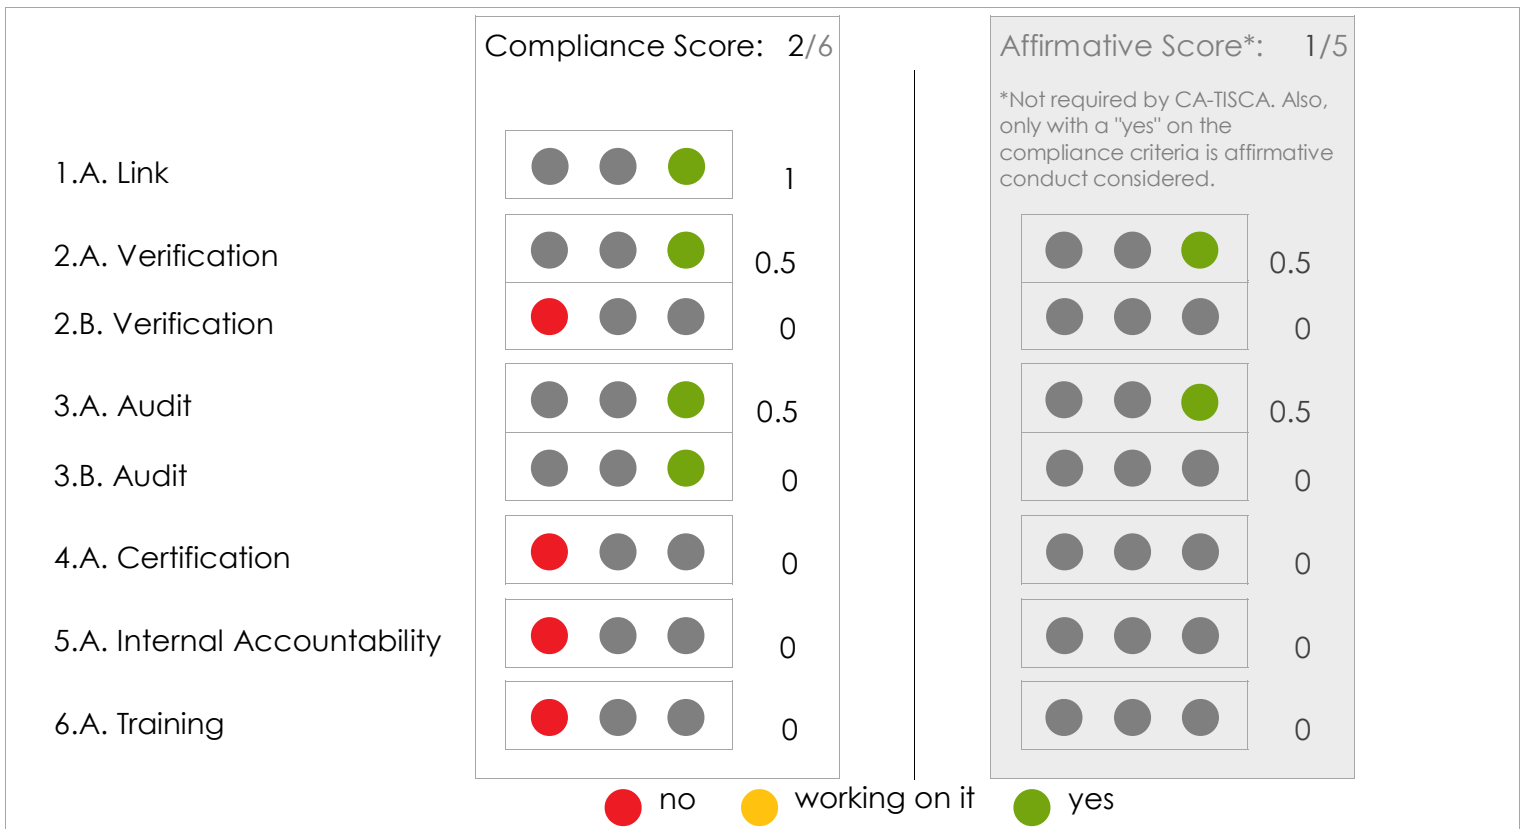 Compliance Score: 2/6
Affirmative Score*: 1/5
*Not required by CA-TISCA. Also,
only with a "yes" on the
compliance criteria is affirmative
conduct considered.
1.A. Link 1
2.A. Verification 0.5 0.5
2.B. Verification 0 0
3.A. Audit 0.5 0.5
3.B. Audit 0 0
4.A. Certification 0 0
5.A. Internal Accountability 0 0
6.A. Training 0 0
no working on it yes